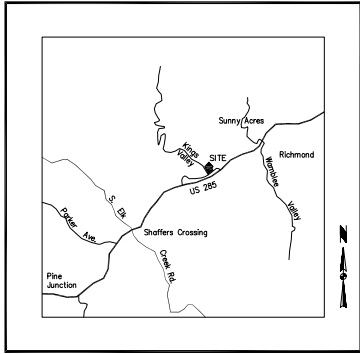 Sunny Acres
Kings
Valley
SITE
Richmond
Wamblee
Valley
US 285
S. Elk
Creek Rd.
Parker
Ave.
Shaffers Crossing
Pine
Junction
N